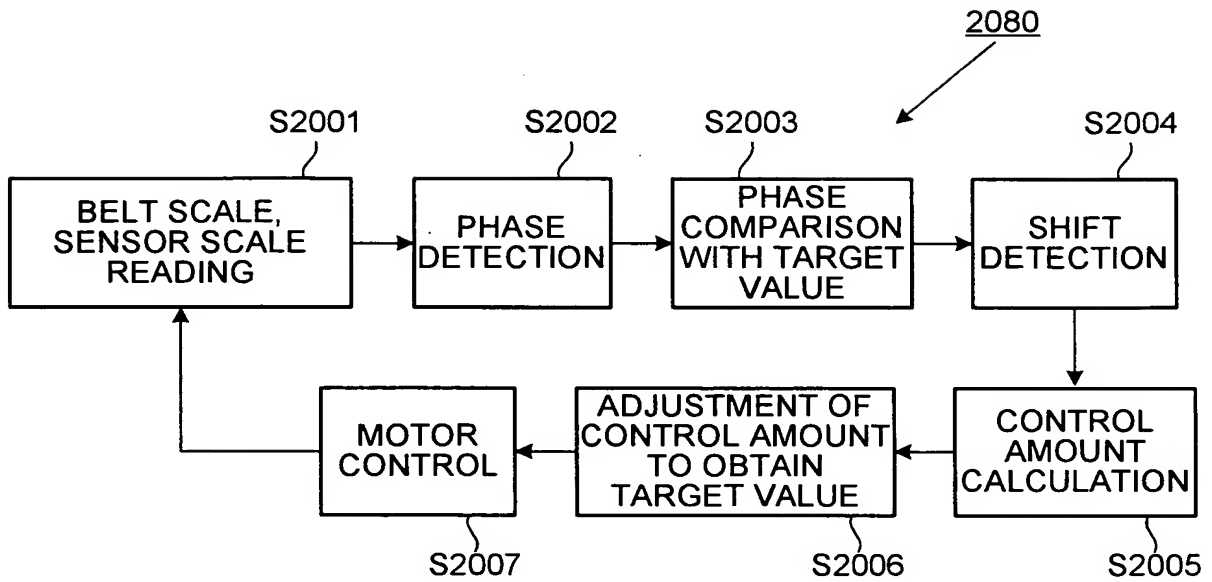 2080
S2001
S2002
S2003
S2004
BELT SCALE,
SENSOR SCALE
READING
PHASE
DETECTION
PHASE
COMPARISON
WITH TARGET
VALUE
SHIFT
DETECTION
MOTOR
CONTROL
ADJUSTMENT OF
CONTROL AMOUNT
TO OBTAIN
TARGET VALUE
CONTROL
AMOUNT
CALCULATION
S2007
S2006
S2005